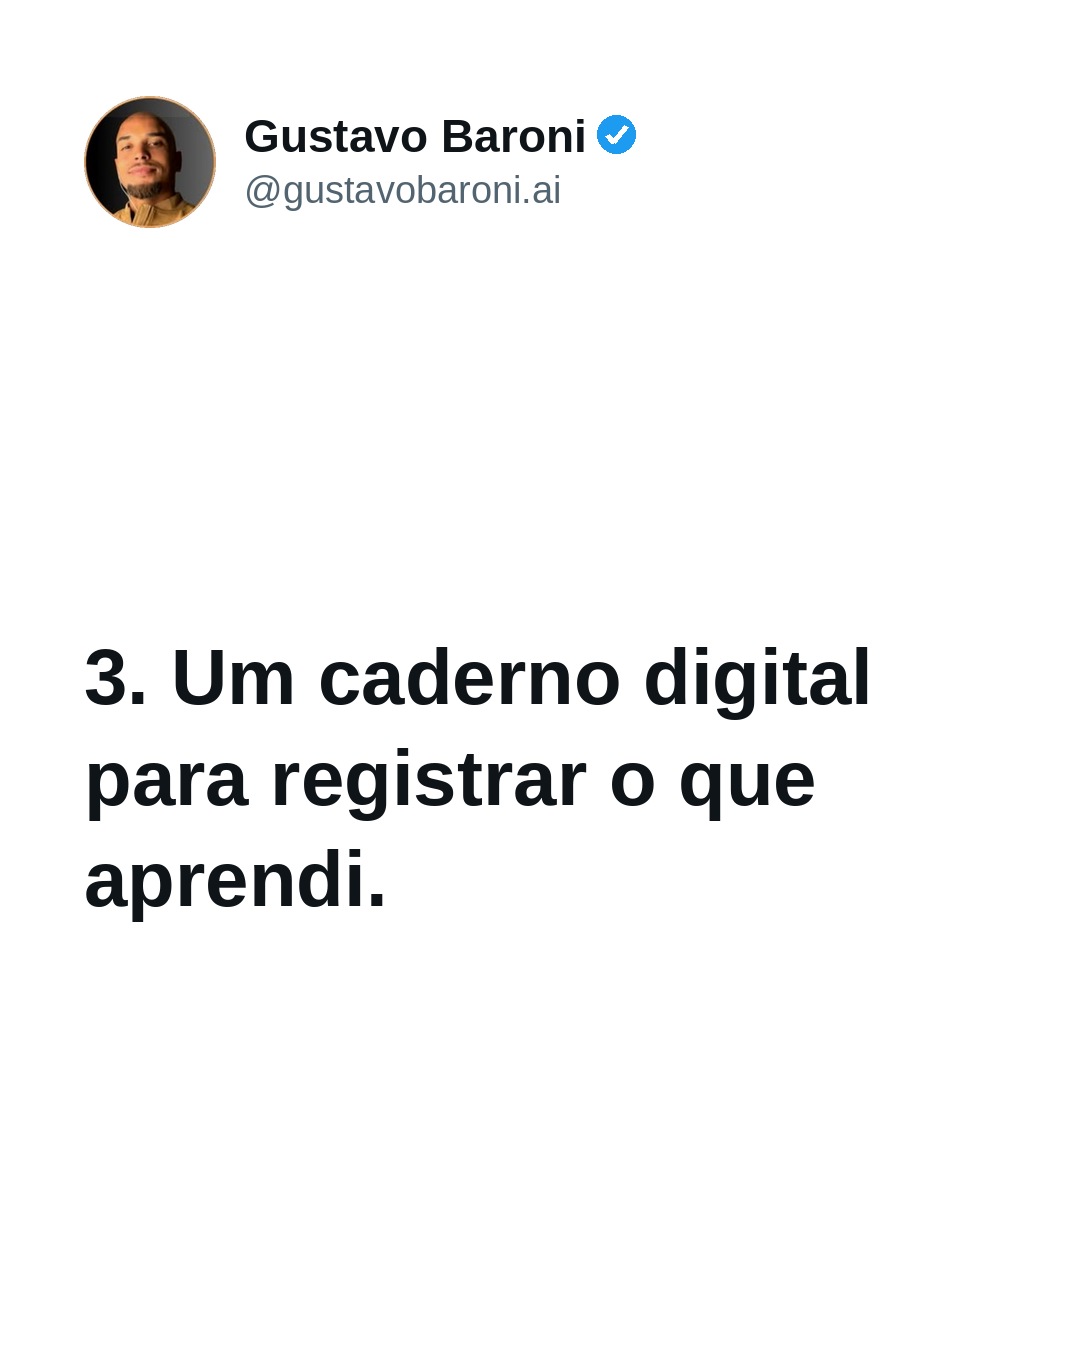 Gustavo Baroni
@gustavobaroni.ai
3. Um caderno digital
para registrar o que
aprendi.